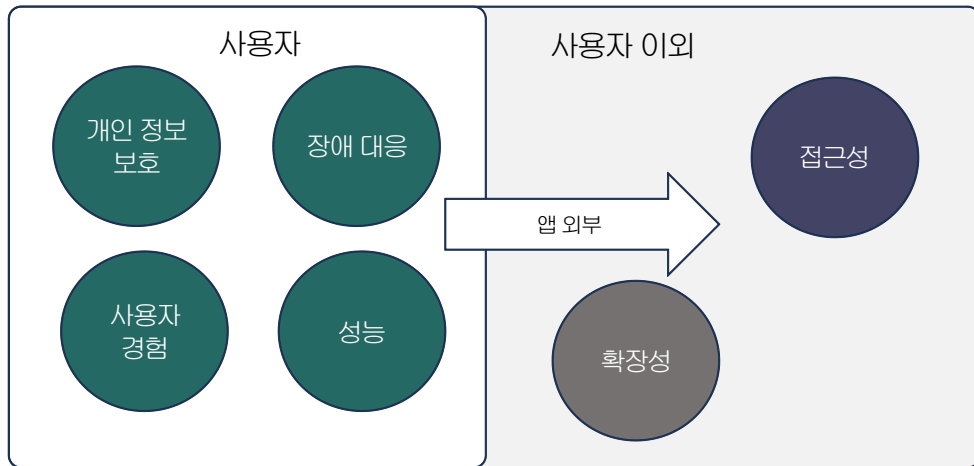 사용자
개인 정보
보호
장애 대응
사용자
경험
성능
앱 외부
사용자 이외
접근성
확장성